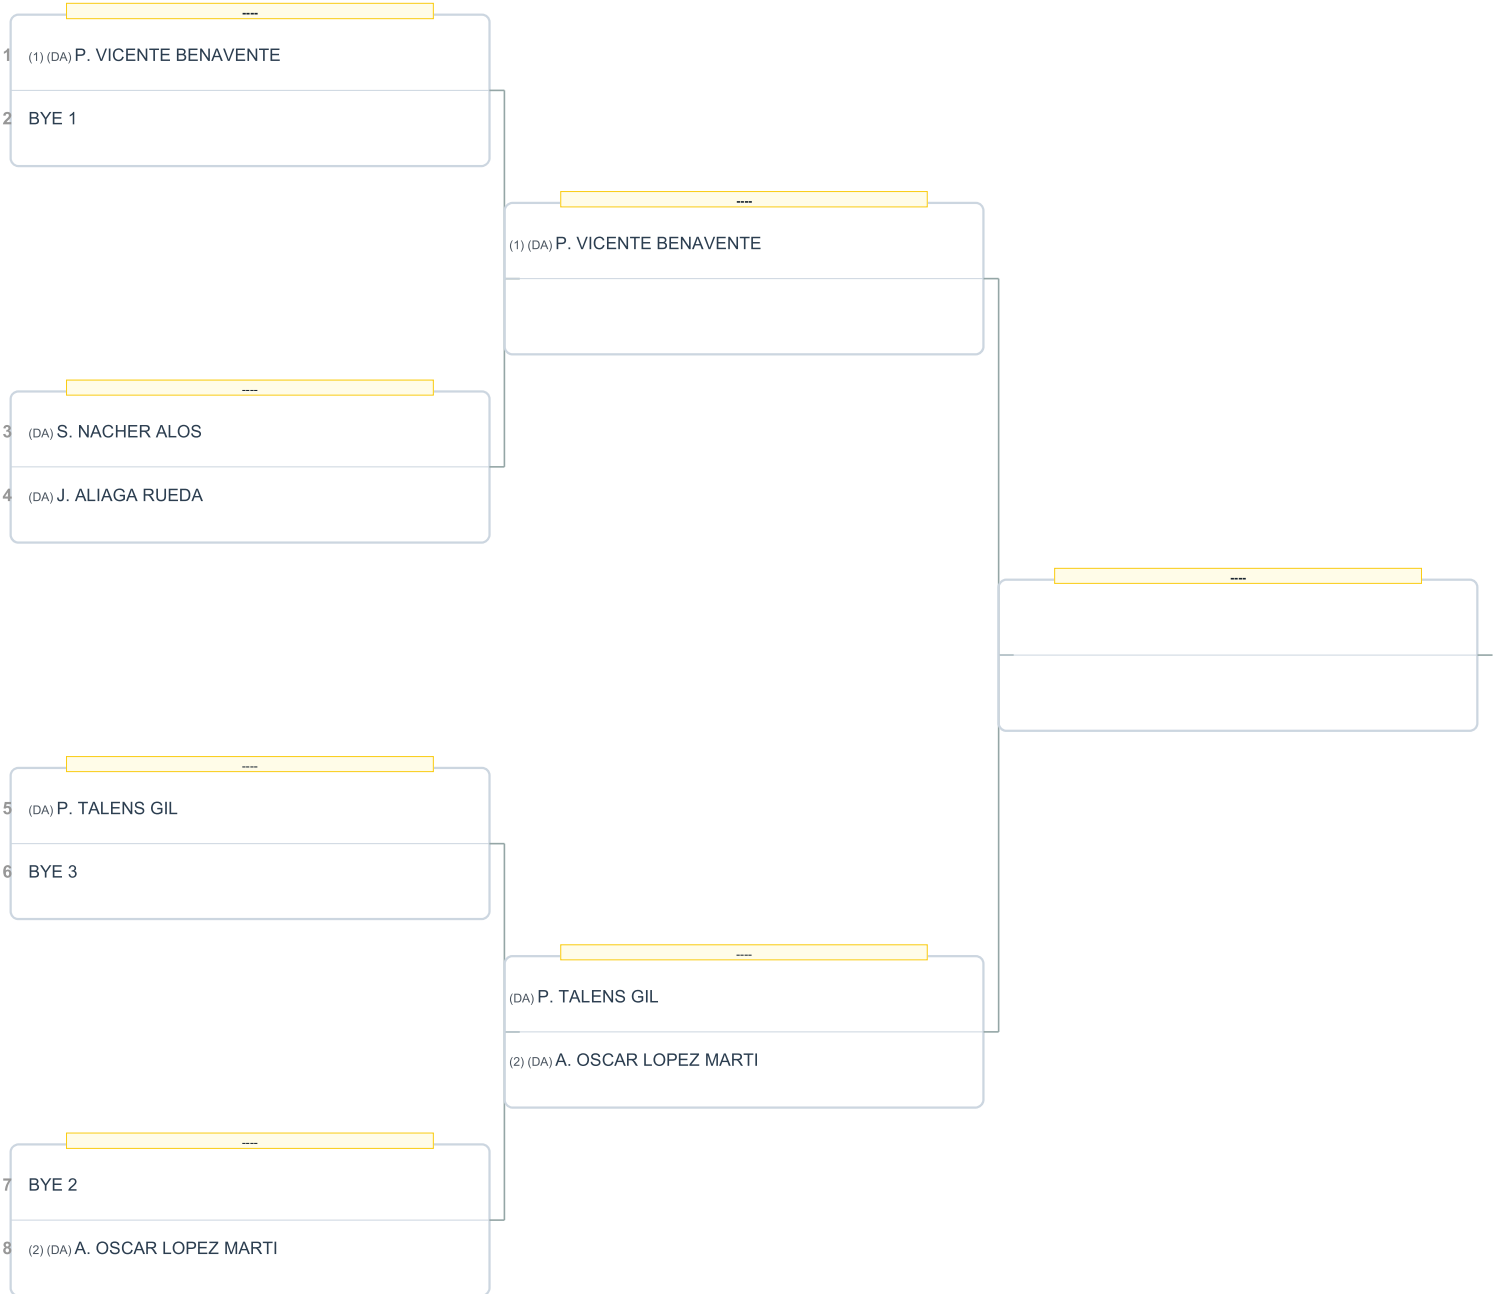 ----
1 (1) (DA) P. VICENTE BENAVENTE
2 BYE 1
----
(1) (DA) P. VICENTE BENAVENTE
----
3 (DA) S. NACHER ALOS
4 (DA) J. ALIAGA RUEDA
----
----
5 (DA) P. TALENS GIL
6 BYE 3
----
(DA) P. TALENS GIL
(2) (DA) A. OSCAR LOPEZ MARTI
----
7 BYE 2
8 (2) (DA) A. OSCAR LOPEZ MARTI